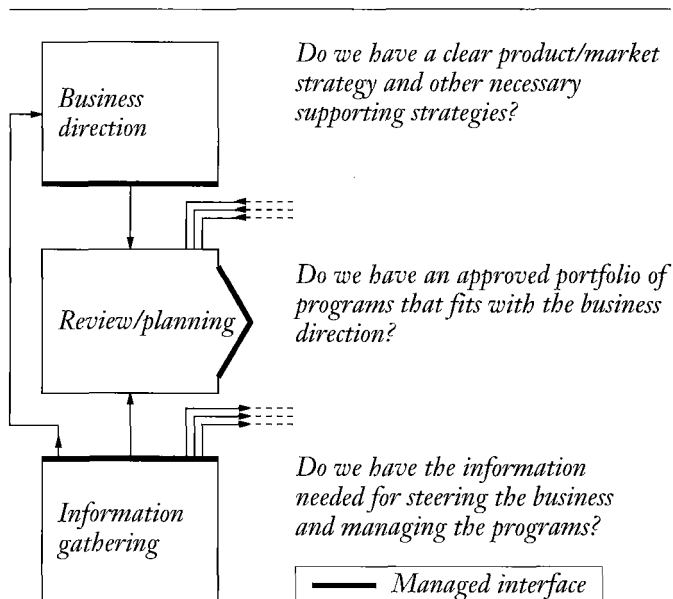 Business
direction
Do we have a clear product/market
strategy and other necessary
supporting strategies?
Review/planning
Do we have an approved portfolio of
programs that fits with the business
direction?
Information
gathering
Do we have the information
needed for steering the business
and managing the programs?
Managed interface